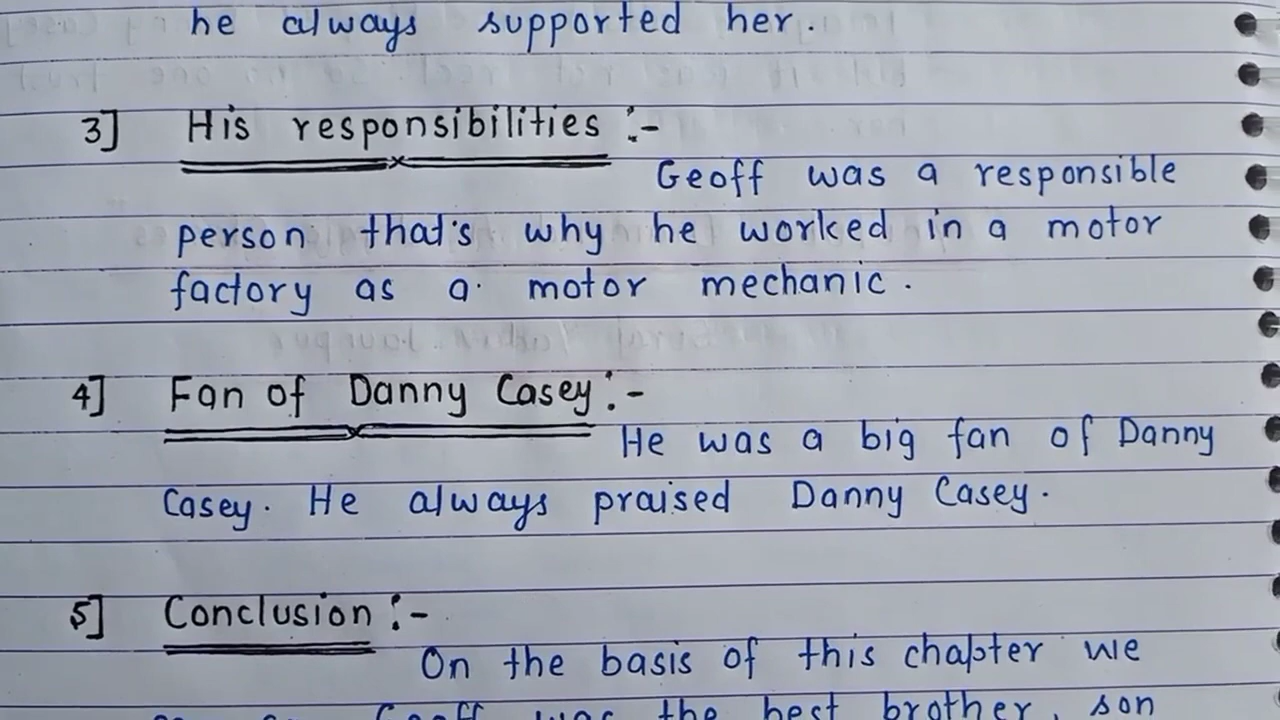 he always supported her.
3] His responsibilities :-
Geoff was a responsible
person that's why he worked in a motor
factory as a motor mechanic.
4] Fan of Danny Casey :-
He was a big fan of Danny
Casey. He always praised Danny Casey.
5] Conclusion :-
On the basis of this chapter we
Geoff was the best brother, son